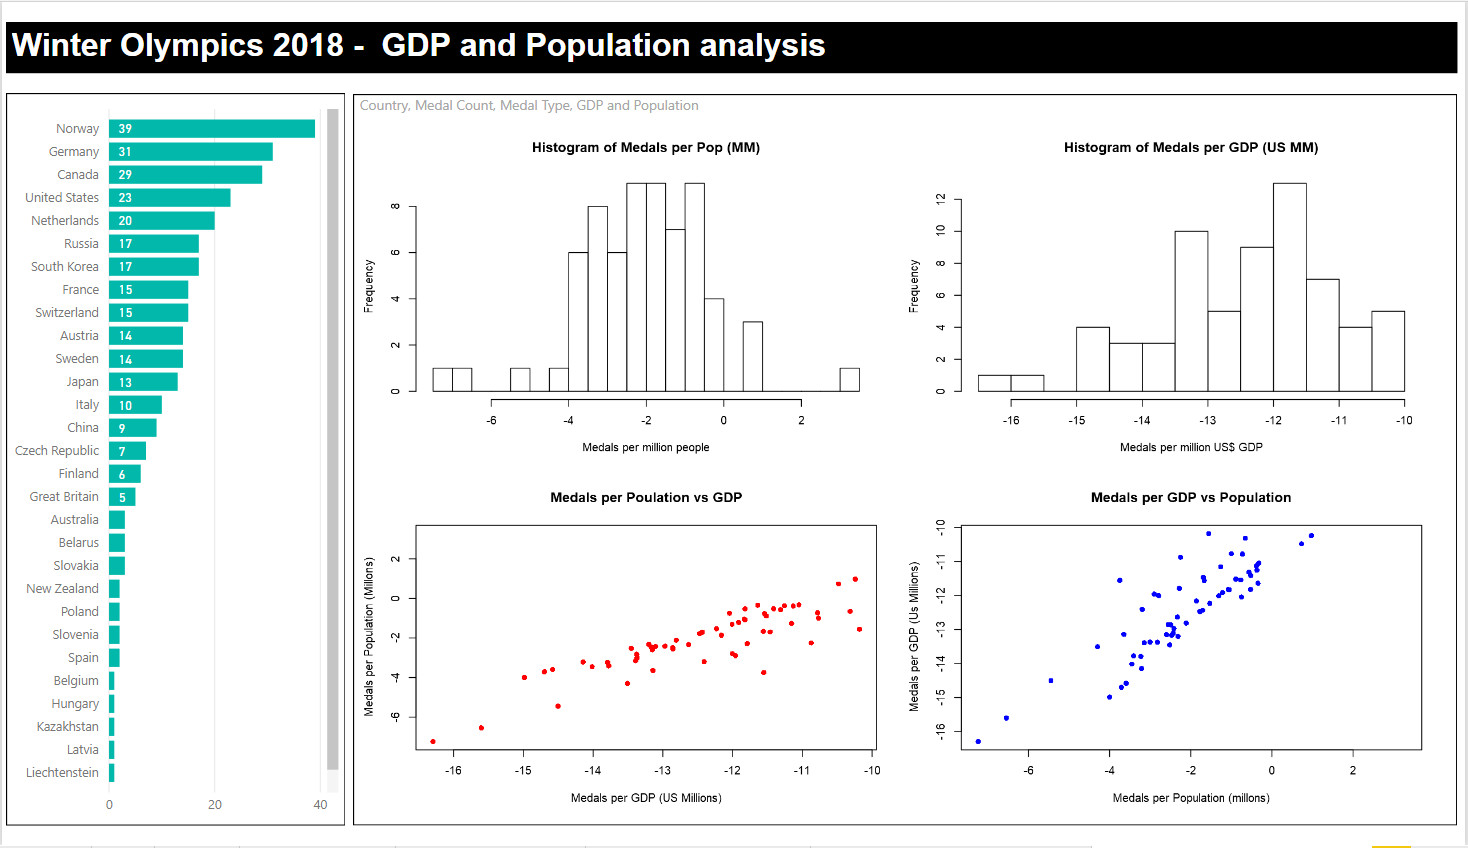 Winter Olympics 2018 -  GDP and Population analysis
Norway 39
Germany 31
Canada 29
United States 23
Netherlands 20
Russia 17
South Korea 17
France 15
Switzerland 15
Austria 14
Sweden 14
Japan 13
Italy 10
China 9
Czech Republic 7
Finland 6
Great Britain 5
Australia
Belarus
Slovakia
New Zealand
Poland
Slovenia
Spain
Belgium
Hungary
Kazakhstan
Latvia
Liechtenstein
0 20 40
Country, Medal Count, Medal Type, GDP and Population
Histogram of Medals per Pop (MM)
Frequency
0 2 4 6 8
-6 -4 -2 0 2
Medals per million people
Histogram of Medals per GDP (US MM)
Frequency
0 2 4 6 8 10 12
-16 -15 -14 -13 -12 -11 -10
Medals per million US$ GDP
Medals per Poulation vs GDP
Medals per Population (Millons)
-6 -4 -2 0 2
-16 -15 -14 -13 -12 -11 -10
Medals per GDP (US Millions)
Medals per GDP vs Population
Medals per GDP (Us Millions)
-16 -15 -14 -13 -12 -11 -10
-6 -4 -2 0 2
Medals per Population (millons)